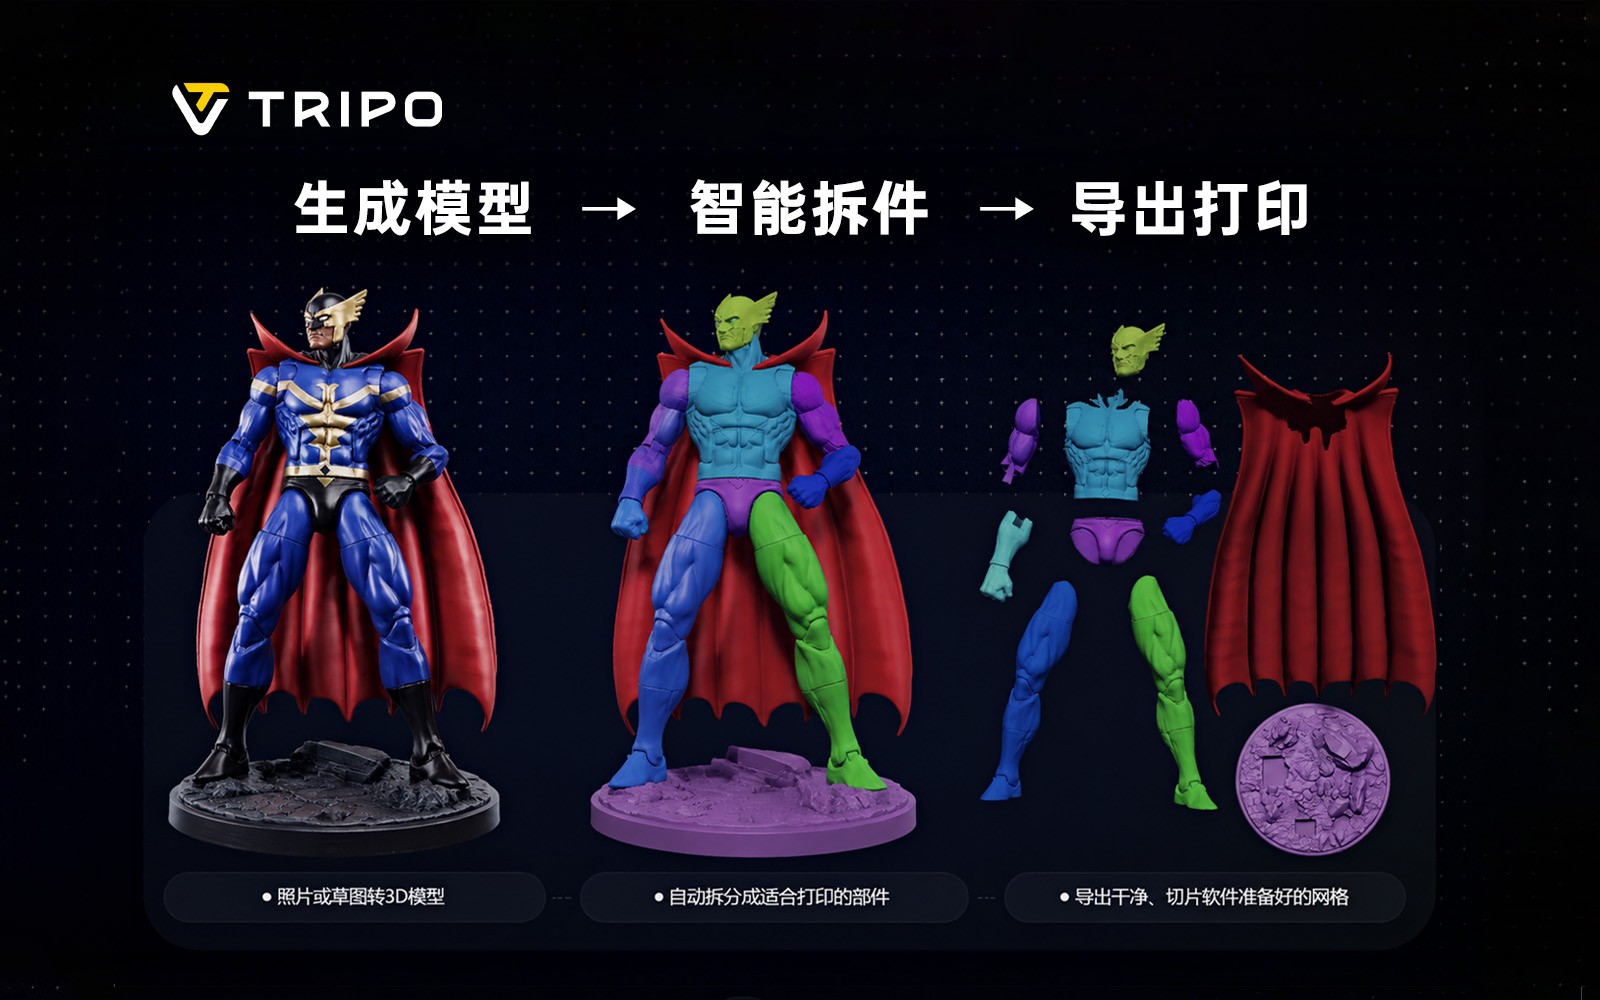 TRIPO
生成模型 → 智能拆件 → 导出打印
• 照片或草图转3D模型
• 自动拆分成适合打印的部件
• 导出干净、切片软件准备好的网格